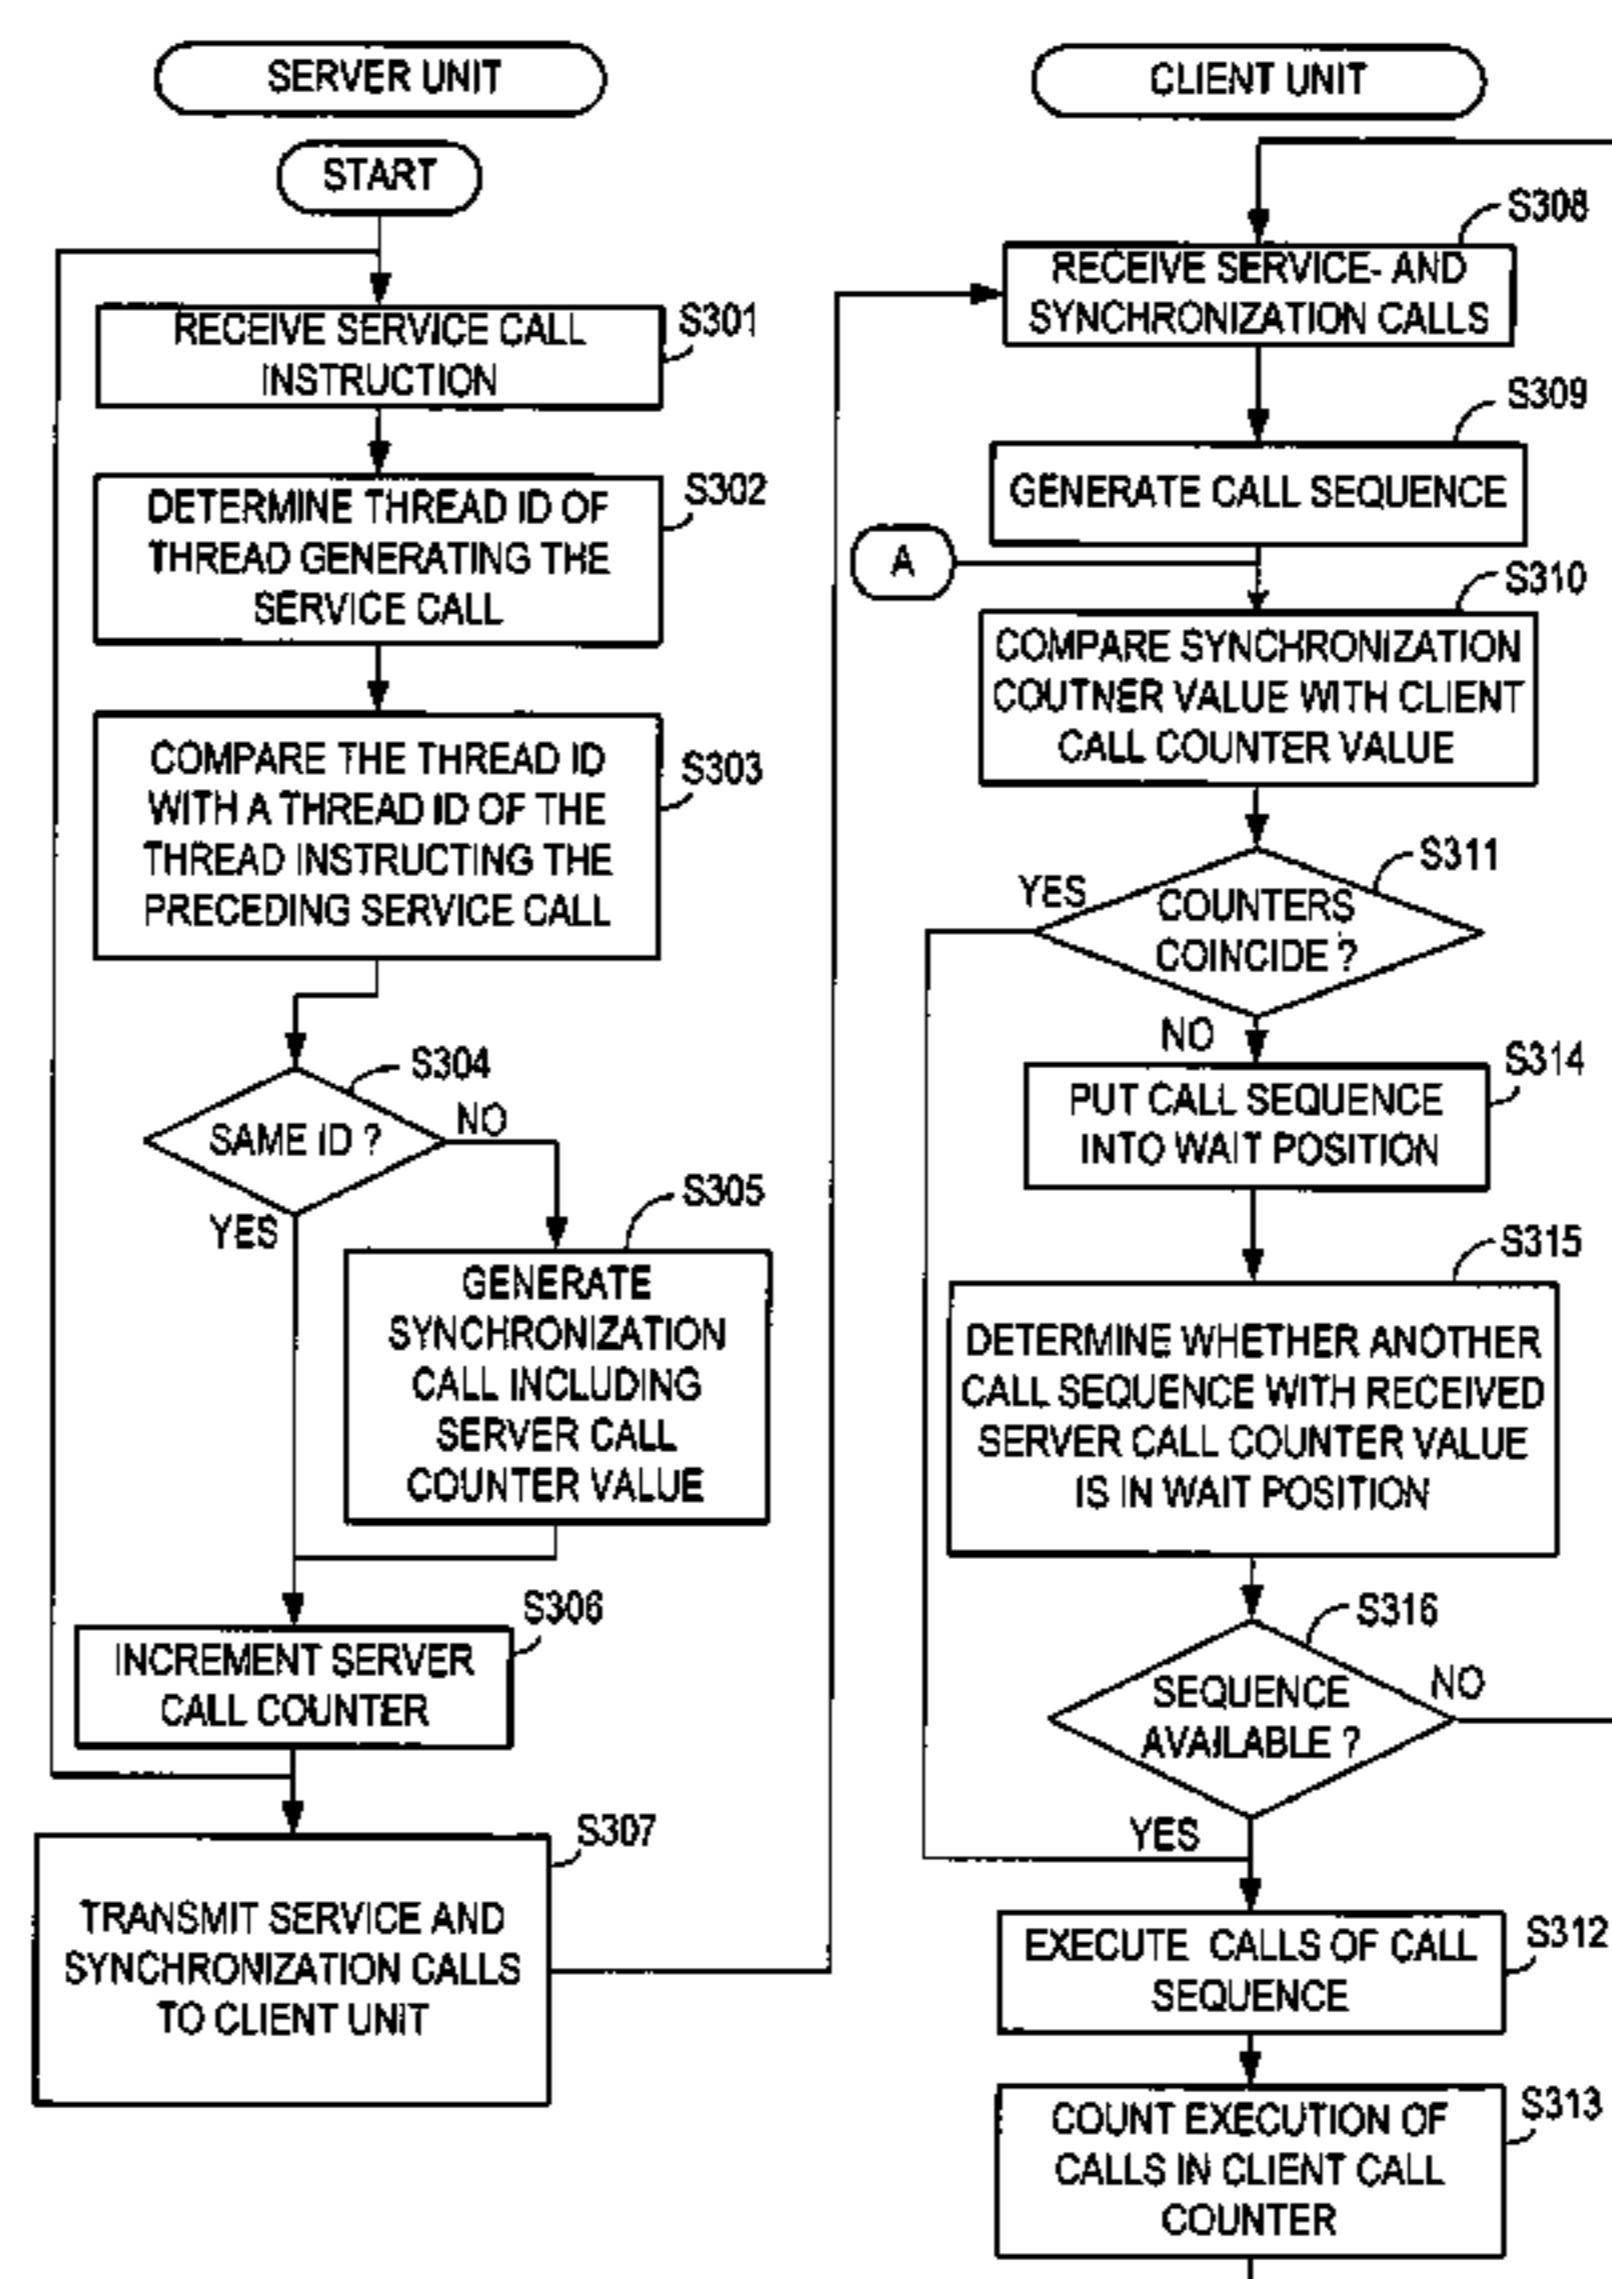 SERVER UNIT
START
S301
RECEIVE SERVICE CALL
INSTRUCTION
S302
DETERMINE THREAD ID OF
THREAD GENERATING THE
SERVICE CALL
S303
COMPARE THE THREAD ID
WITH A THREAD ID OF THE
THREAD INSTRUCTING THE
PRECEDING SERVICE CALL
S304
SAME ID ?
NO
YES
S305
GENERATE
SYNCHRONIZATION
CALL INCLUDING
SERVER CALL
COUNTER VALUE
S306
INCREMENT SERVER
CALL COUNTER
S307
TRANSMIT SERVICE AND
SYNCHRONIZATION CALLS
TO CLIENT UNIT
CLIENT UNIT
S308
RECEIVE SERVICE- AND
SYNCHRONIZATION CALLS
S309
GENERATE CALL SEQUENCE
A
S310
COMPARE SYNCHRONIZATION
COUTNER VALUE WITH CLIENT
CALL COUNTER VALUE
S311
YES
COUNTERS
COINCIDE ?
NO
S314
PUT CALL SEQUENCE
INTO WAIT POSITION
S315
DETERMINE WHETHER ANOTHER
CALL SEQUENCE WITH RECEIVED
SERVER CALL COUNTER VALUE
IS IN WAIT POSITION
S316
SEQUENCE
AVAILABLE ?
NO
YES
S312
EXECUTE CALLS OF CALL
SEQUENCE
S313
COUNT EXECUTION OF
CALLS IN CLIENT CALL
COUNTER